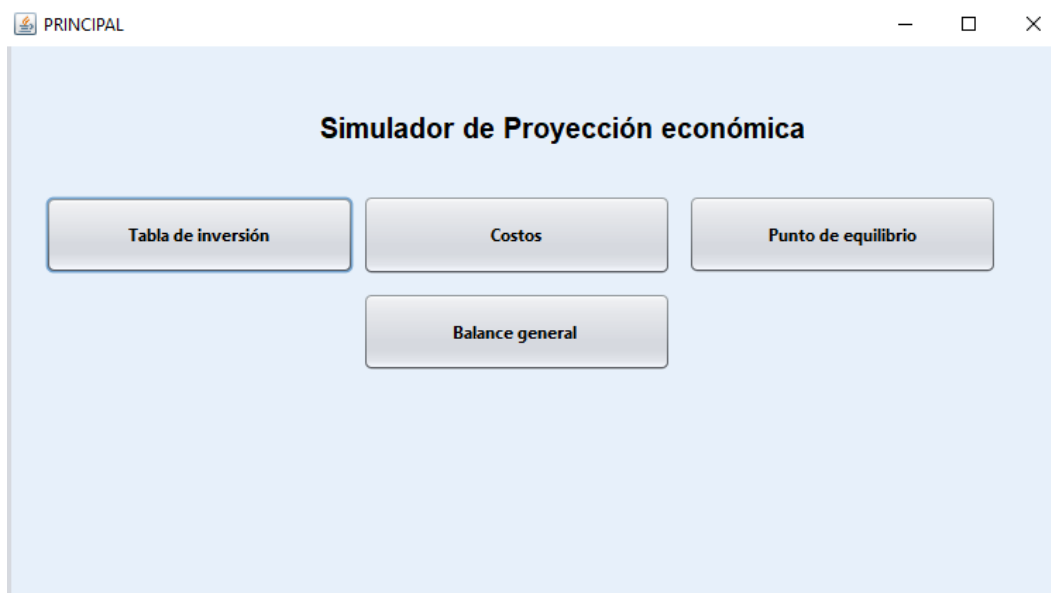 PRINCIPAL
Simulador de Proyección económica
Tabla de inversión
Costos
Punto de equilibrio
Balance general